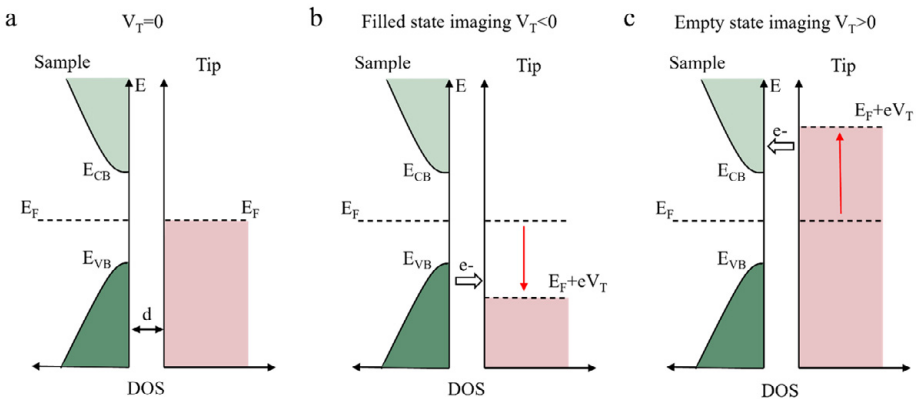 a
V_T=0
Sample
Tip
E
E_CB
E_F
E_F
E_VB
d
DOS
b
Filled state imaging V_T<0
Sample
Tip
E
E_CB
E_F
E_VB
e-
E_F+eV_T
DOS
c
Empty state imaging V_T>0
Sample
Tip
E
E_F+eV_T
e-
E_CB
E_F
E_VB
DOS